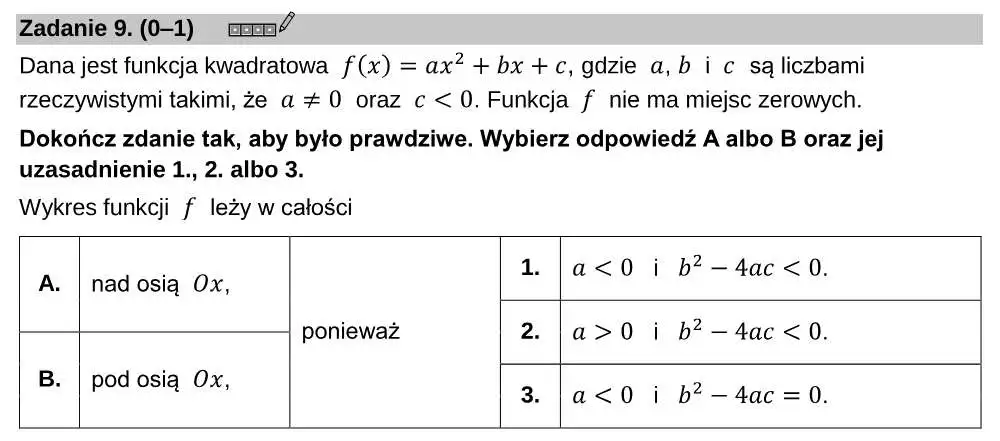 Zadanie 9. (0–1)
Dana jest funkcja kwadratowa f(x) = ax² + bx + c, gdzie a, b i c są liczbami
rzeczywistymi takimi, że a ≠ 0 oraz c < 0. Funkcja f nie ma miejsc zerowych.
Dokończ zdanie tak, aby było prawdziwe. Wybierz odpowiedź A albo B oraz jej
uzasadnienie 1., 2. albo 3.
Wykres funkcji f leży w całości
A. nad osią Ox,
B. pod osią Ox,
ponieważ
1. a < 0 i b² − 4ac < 0.
2. a > 0 i b² − 4ac < 0.
3. a < 0 i b² − 4ac = 0.